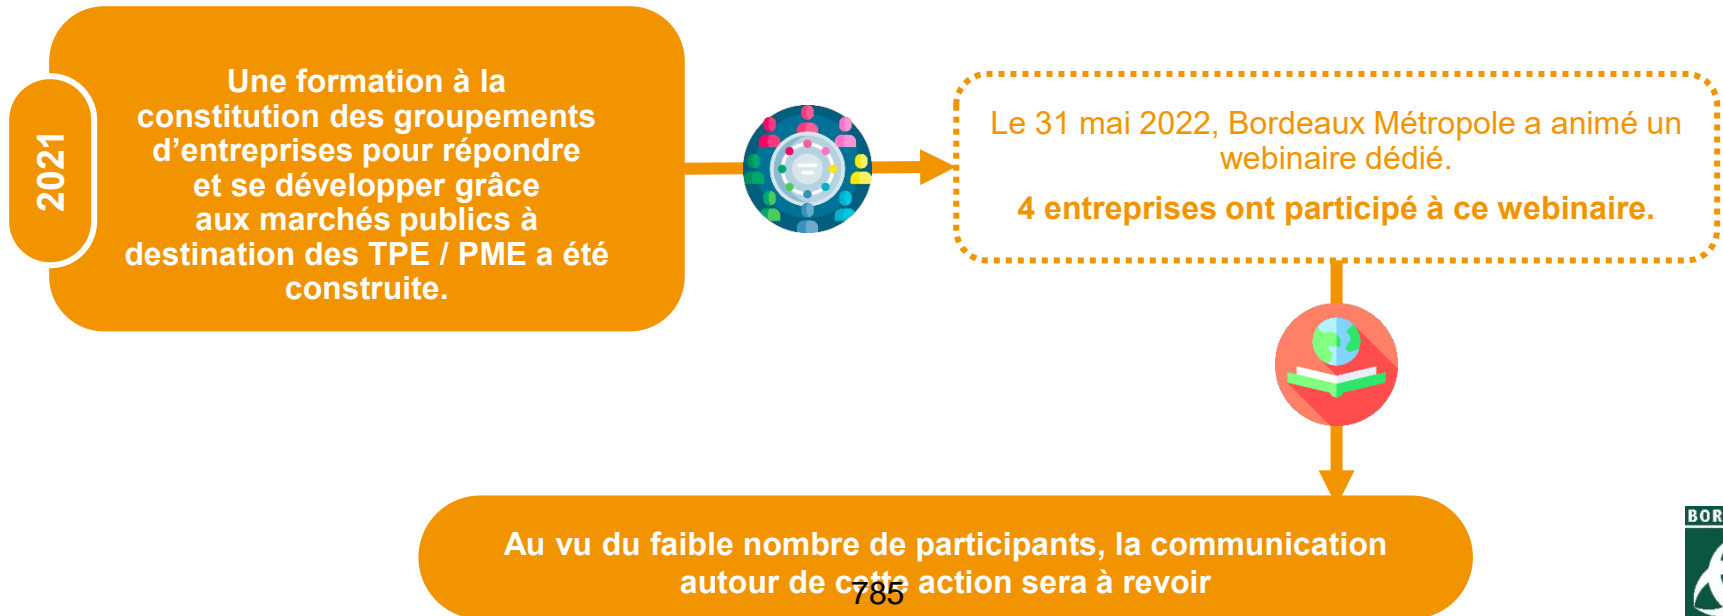 2021
Une formation à la
constitution des groupements
d’entreprises pour répondre
et se développer grâce
aux marchés publics à
destination des TPE / PME a été
construite.
Le 31 mai 2022, Bordeaux Métropole a animé un
webinaire dédié.
4 entreprises ont participé à ce webinaire.
Au vu du faible nombre de participants, la communication
autour de cette action sera à revoir
785
BOR